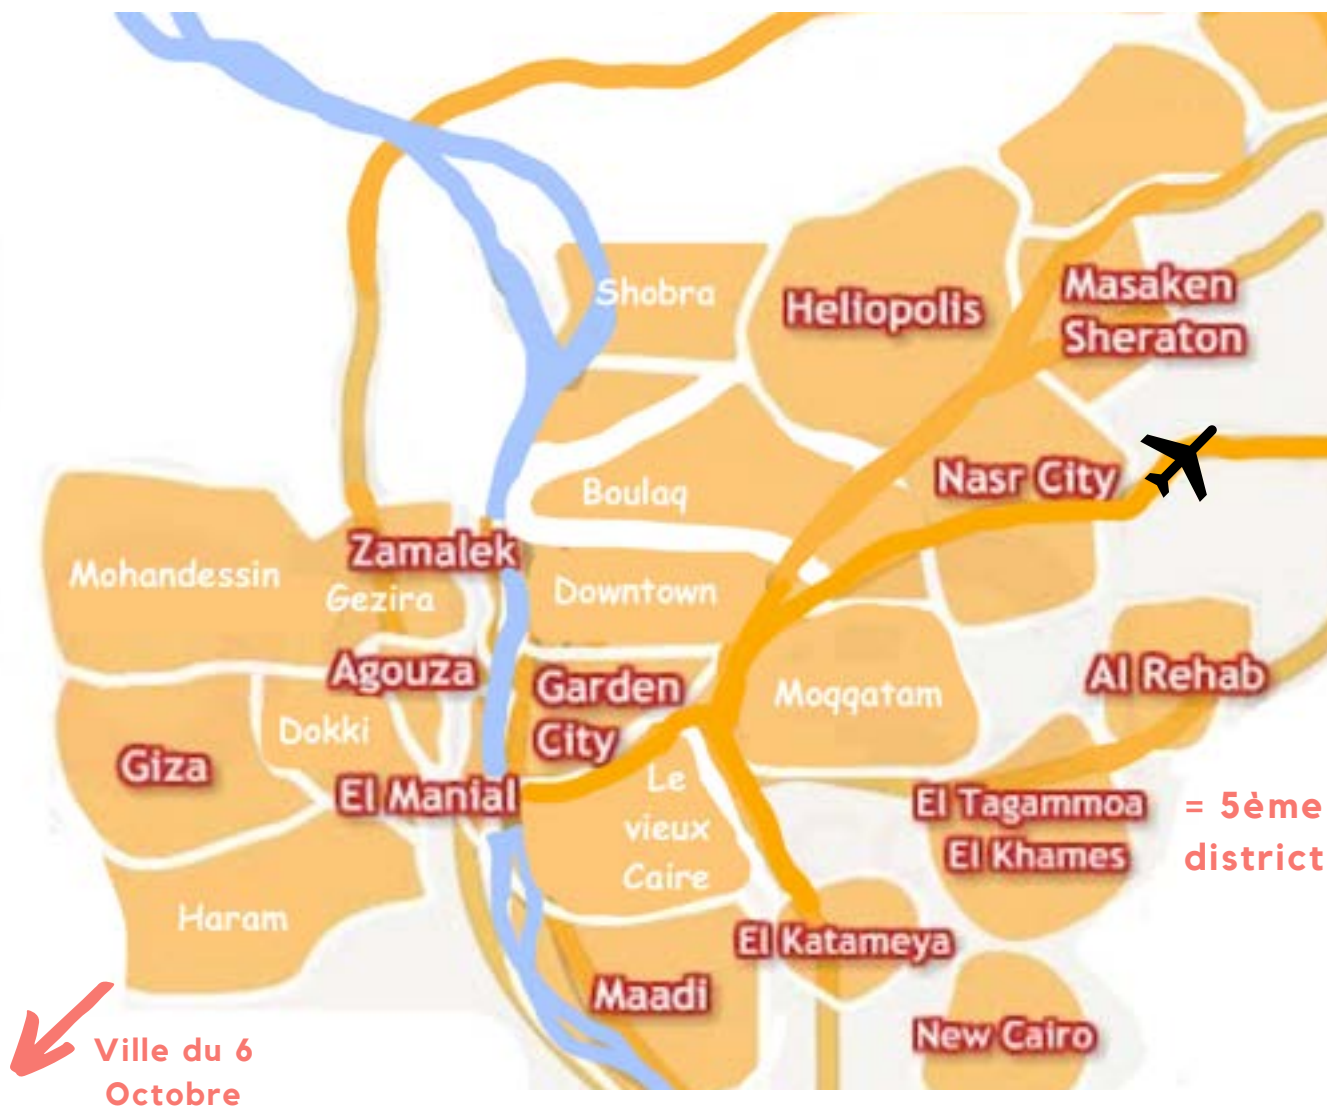 Shobra
Heliopolis
Masaken
Sheraton
Nasr City
Boulaq
Zamalek
Mohandessin
Gezira
Downtown
Agouza
Garden
City
Moqqatam
Al Rehab
Dokki
Giza
El Manial
Le
vieux
Caire
El Tagammoa
El Khames
= 5ème
district
Haram
El Katameya
Maadi
New Cairo
Ville du 6
Octobre